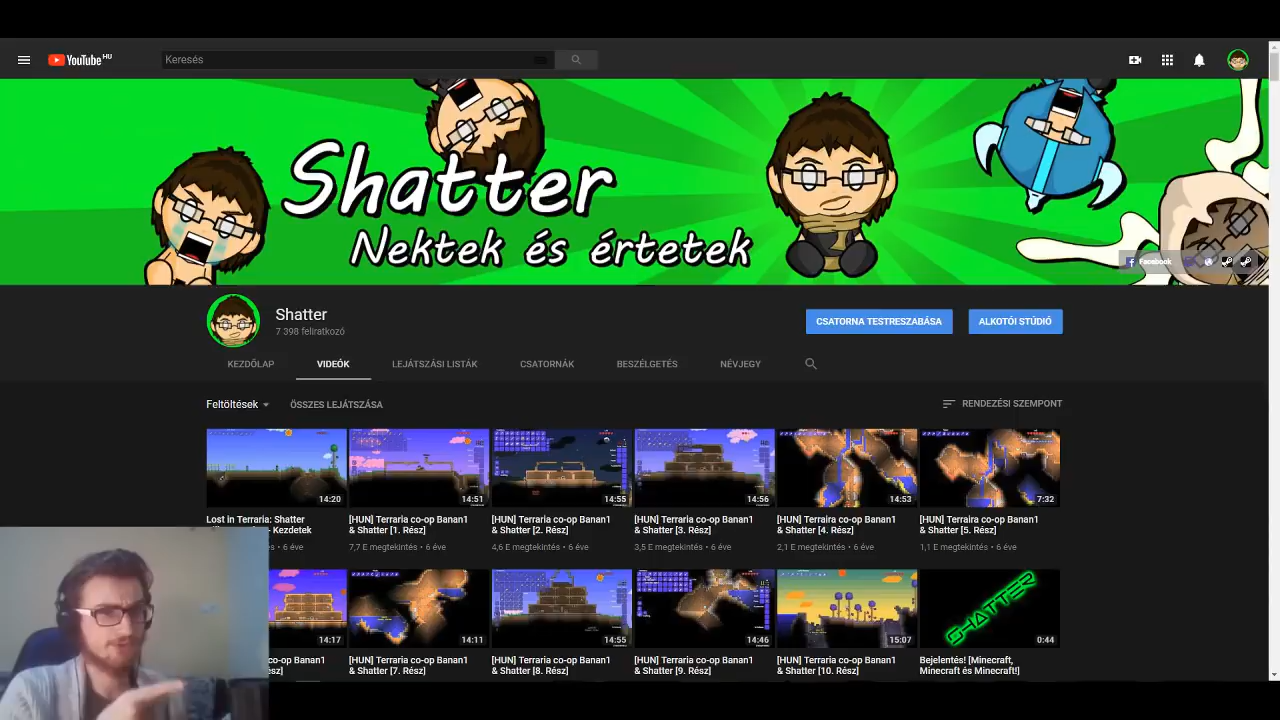 YouTube HU
Keresés
Shatter
Nektek és értetek
Facebook
Shatter
7 398 feliratkozó
CSATORNA TESTRESZABÁSA
ALKOTÓI STÚDIÓ
KEZDŐLAP
VIDEÓK
LEJÁTSZÁSI LISTÁK
CSATORNÁK
BESZÉLGETÉS
NÉVJEGY
Feltöltések
ÖSSZES LEJÁTSZÁSA
RENDEZÉSI SZEMPONT
14:20
14:51
14:55
14:56
14:53
7:32
Lost in Terraria: Shatter
- Kezdetek
6 éve
[HUN] Terraria co-op Banan1
& Shatter [1. Rész]
7,7 E megtekintés • 6 éve
[HUN] Terraria co-op Banan1
& Shatter [2. Rész]
4,6 E megtekintés • 6 éve
[HUN] Terraria co-op Banan1
& Shatter [3. Rész]
3,5 E megtekintés • 6 éve
[HUN] Terraira co-op Banan1
& Shatter [4. Rész]
2,1 E megtekintés • 6 éve
[HUN] Terraira co-op Banan1
& Shatter [5. Rész]
1,1 E megtekintés • 6 éve
14:17
14:11
14:55
14:46
15:07
SHATTER
0:44
co-op Banan1
Rész]
[HUN] Terraria co-op Banan1
& Shatter [7. Rész]
[HUN] Terraria co-op Banan1
& Shatter [8. Rész]
[HUN] Terraria co-op Banan1
& Shatter [9. Rész]
[HUN] Terraria co-op Banan1
& Shatter [10. Rész]
Bejelentés! [Minecraft,
Minecraft és Minecraft!]